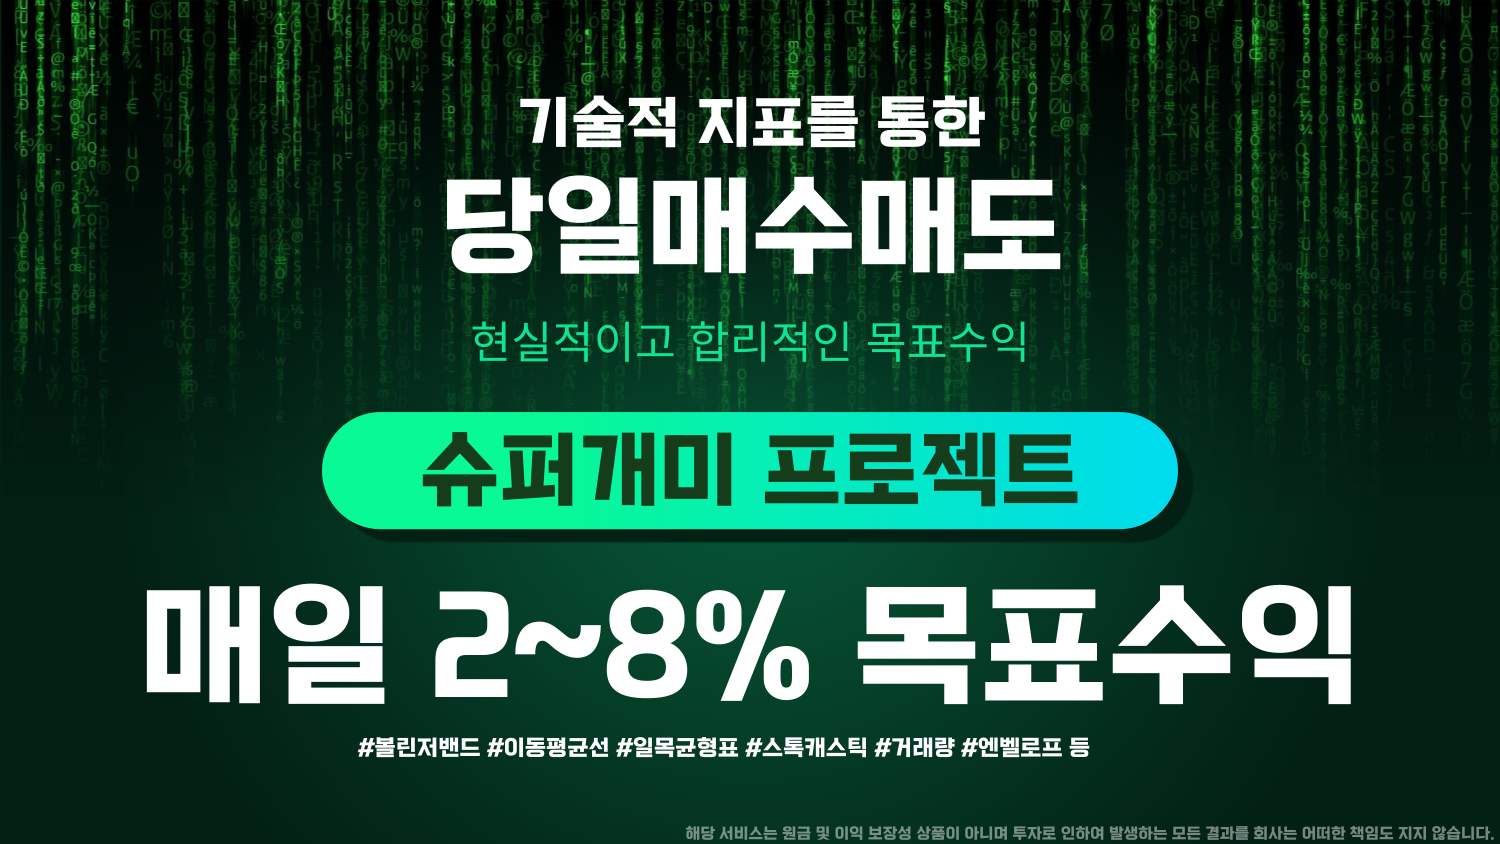 기술적 지표를 통한
당일매수매도
현실적이고 합리적인 목표수익
슈퍼개미 프로젝트
매일 2~8% 목표수익
#볼린저밴드 #이동평균선 #일목균형표 #스톡캐스틱 #거래량 #엔벨로프 등
해당 서비스는 원금 및 이익 보장성 상품이 아니며 투자로 인하여 발생하는 모든 결과를 회사는 어떠한 책임도 지지 않습니다.